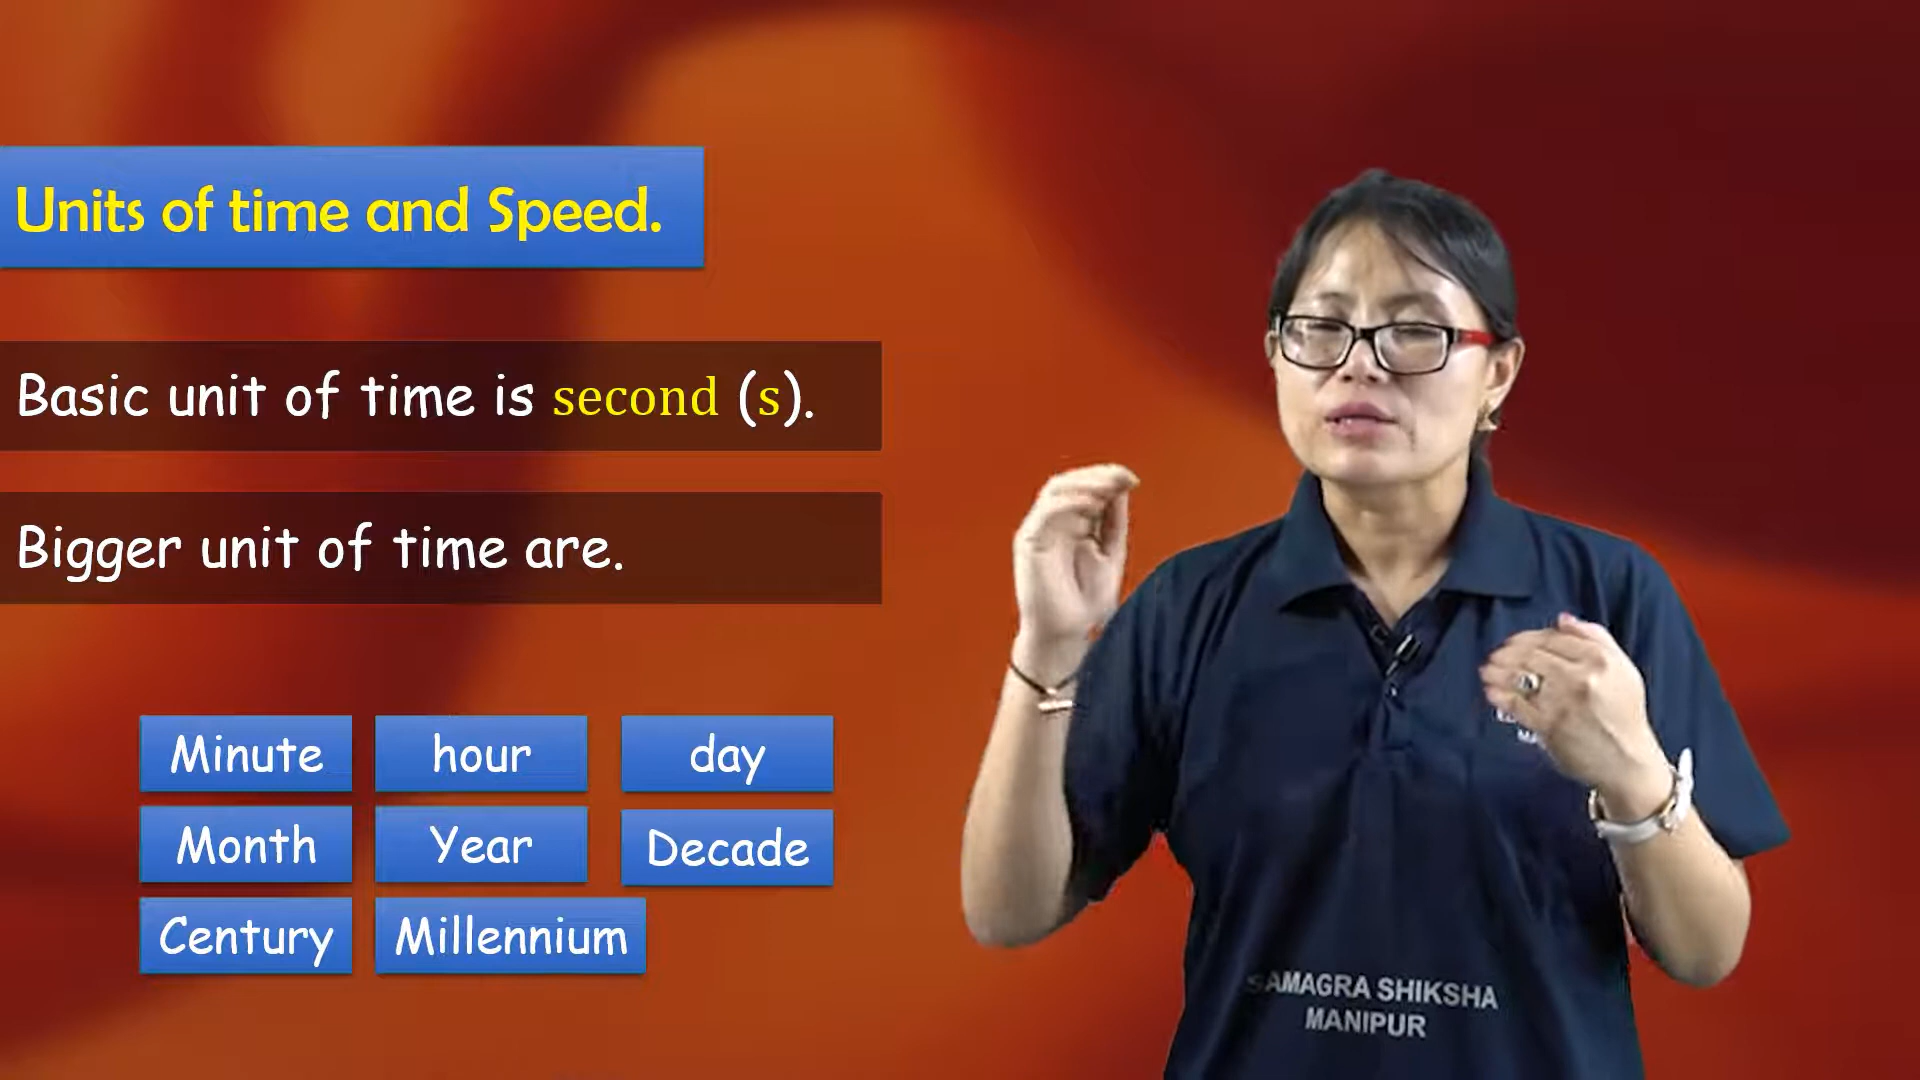 Units of time and Speed.
Basic unit of time is second (s).
Bigger unit of time are.
Minute hour day
Month Year Decade
Century Millennium
SAMAGRA SHIKSHA
MANIPUR